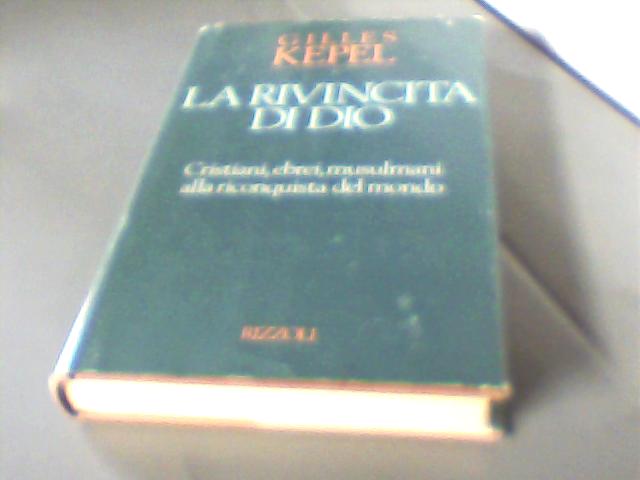 GILLES
KEPEL
LA RIVINCITA
DI DIO
Cristiani, ebrei, musulmani
alla riconquista del mondo
RIZZOLI